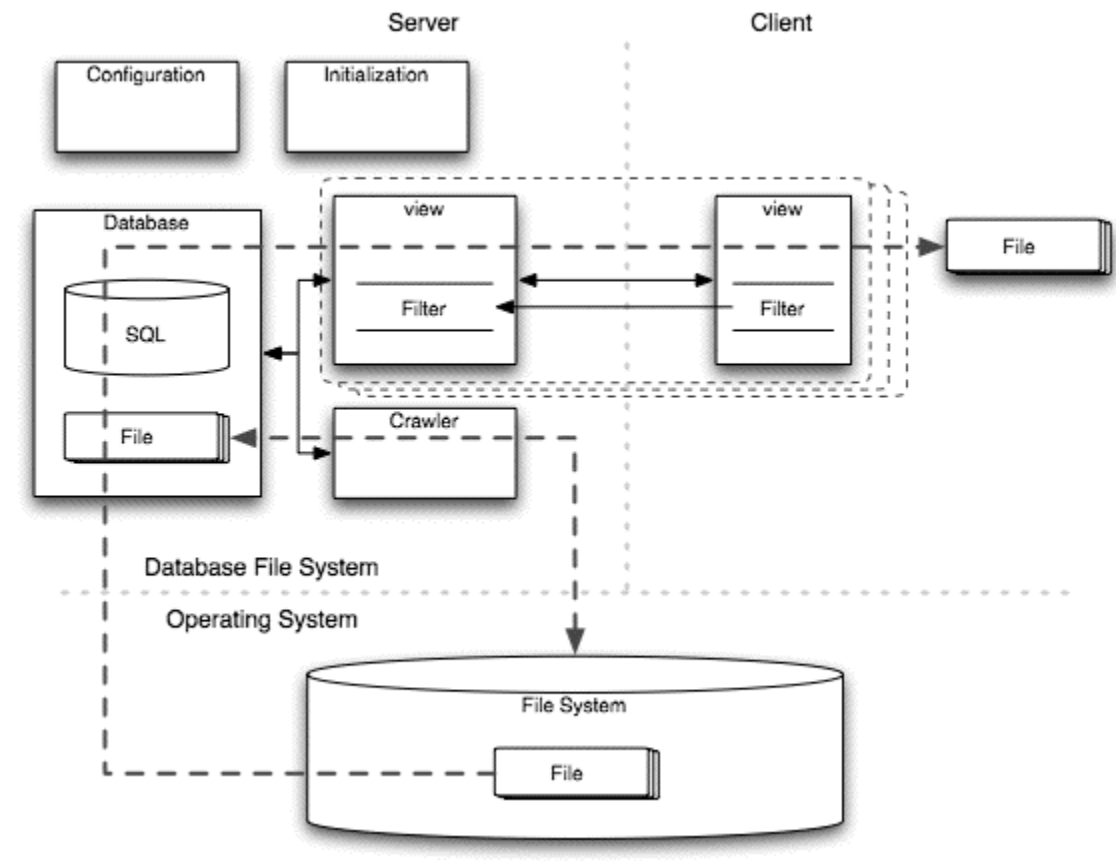 Server
Client
Configuration
Initialization
Database
view
view
File
SQL
Filter
Filter
File
Crawler
Database File System
Operating System
File System
File